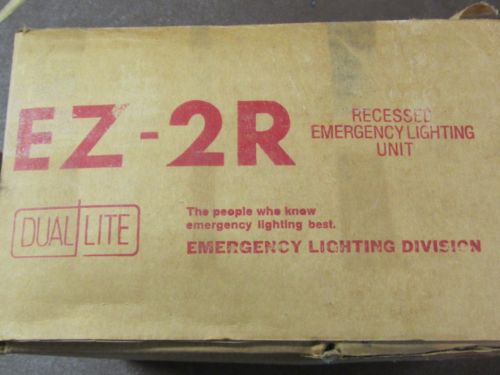 EZ-2R
RECESSED
EMERGENCY LIGHTING
UNIT
DUAL LITE
The people who know
emergency lighting best.
EMERGENCY LIGHTING DIVISION